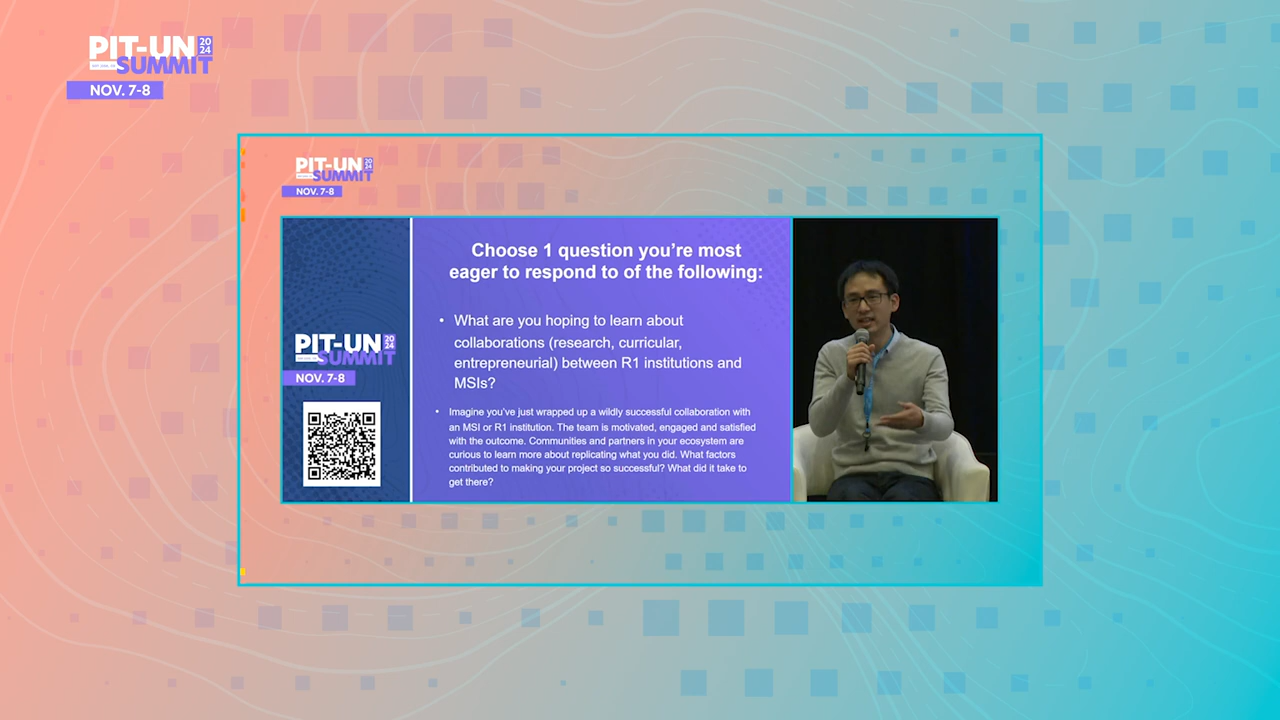 PIT-UN 2024
SUMMIT
NOV. 7-8
PIT-UN 2024
SUMMIT
NOV. 7-8
PIT-UN 2024
SUMMIT
NOV. 7-8
Choose 1 question you’re most
eager to respond to of the following:
• What are you hoping to learn about
collaborations (research, curricular,
entrepreneurial) between R1 institutions and
MSIs?
• Imagine you’ve just wrapped up a wildly successful collaboration with
an MSI or R1 institution. The team is motivated, engaged and satisfied
with the outcome. Communities and partners in your ecosystem are
curious to learn more about replicating what you did. What factors
contributed to making your project so successful? What did it take to
get there?